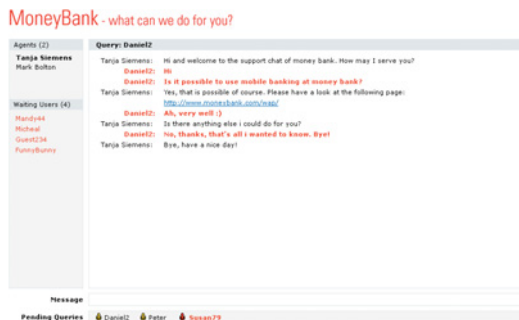 MoneyBank - what can we do for you?
Agents (2)
Tanja Siemens
Mark Bolton
Waiting Users (4)
Mandy44
Micheal
Guest234
FunnyBunny
Query: Daniel2
Tanja Siemens: Hi and welcome to the support chat of money bank. How may I serve you?
Daniel2: Hi
Daniel2: Is it possible to use mobile banking at money bank?
Tanja Siemens: Yes, that is possible of course. Please have a look at the following page:
http://www.moneybank.com/wap/
Daniel2: Ah, very well :)
Tanja Siemens: Is there anything else i could do for you?
Daniel2: No, thanks, that's all i wanted to know. Bye!
Tanja Siemens: Bye, have a nice day!
Message
Pending Queries Daniel2 Peter Susan79